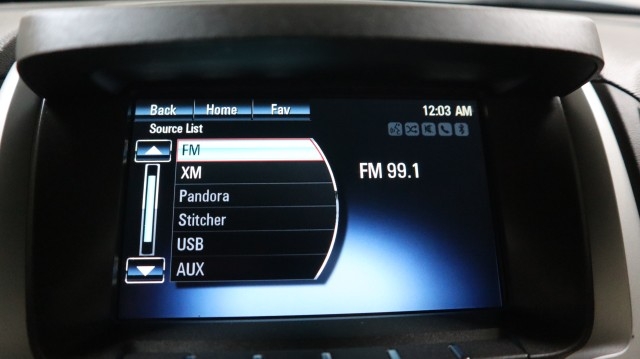 Back Home Fav 12:03 AM
Source List
FM
XM
FM 99.1
Pandora
Stitcher
USB
AUX